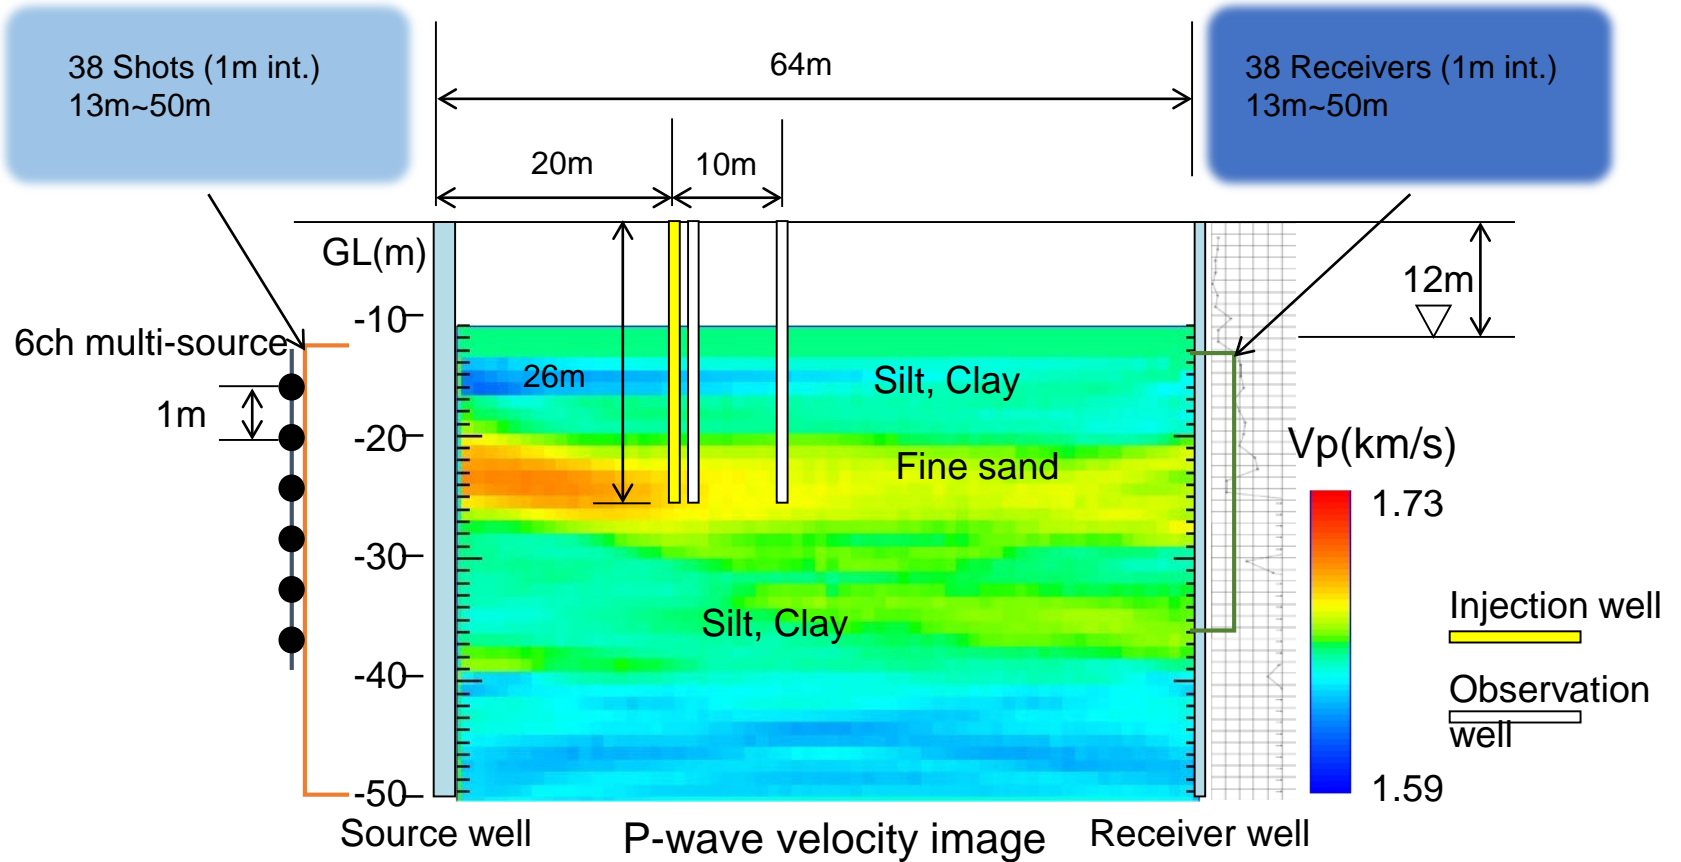 38 Shots (1m int.)
13m~50m
64m
38 Receivers (1m int.)
13m~50m
20m
10m
GL(m)
12m
-10
6ch multi-source
26m
Silt, Clay
1m
-20
Fine sand
Vp(km/s)
1.73
-30
Silt, Clay
Injection well
-40
Observation
well
-50
1.59
Source well
P-wave velocity image
Receiver well